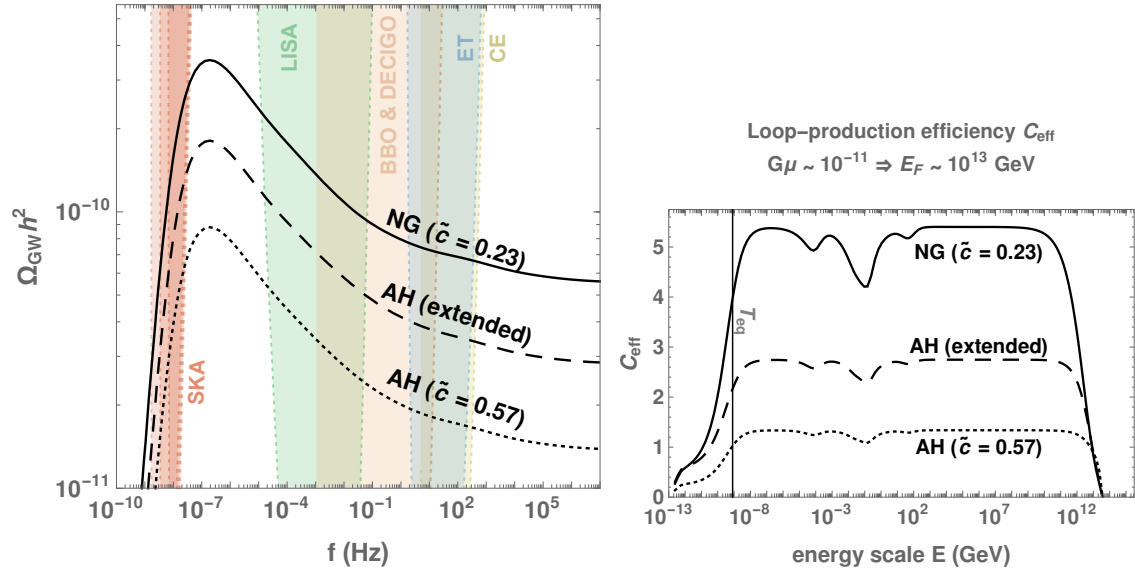 LISA
BBO & DECIGO
ET
CE
SKA
NG (c̃ = 0.23)
AH (extended)
AH (c̃ = 0.57)
10⁻¹⁰
10⁻¹¹
Ω_GW h²
10⁻¹⁰ 10⁻⁷ 10⁻⁴ 0.1 10² 10⁵
f (Hz)
Loop−production efficiency C_eff
Gμ ~ 10⁻¹¹ ⇒ E_F ~ 10¹³ GeV
NG (c̃ = 0.23)
T_eq
AH (extended)
AH (c̃ = 0.57)
C_eff
5
4
3
2
1
0
10⁻¹³ 10⁻⁸ 10⁻³ 10² 10⁷ 10¹²
energy scale E (GeV)